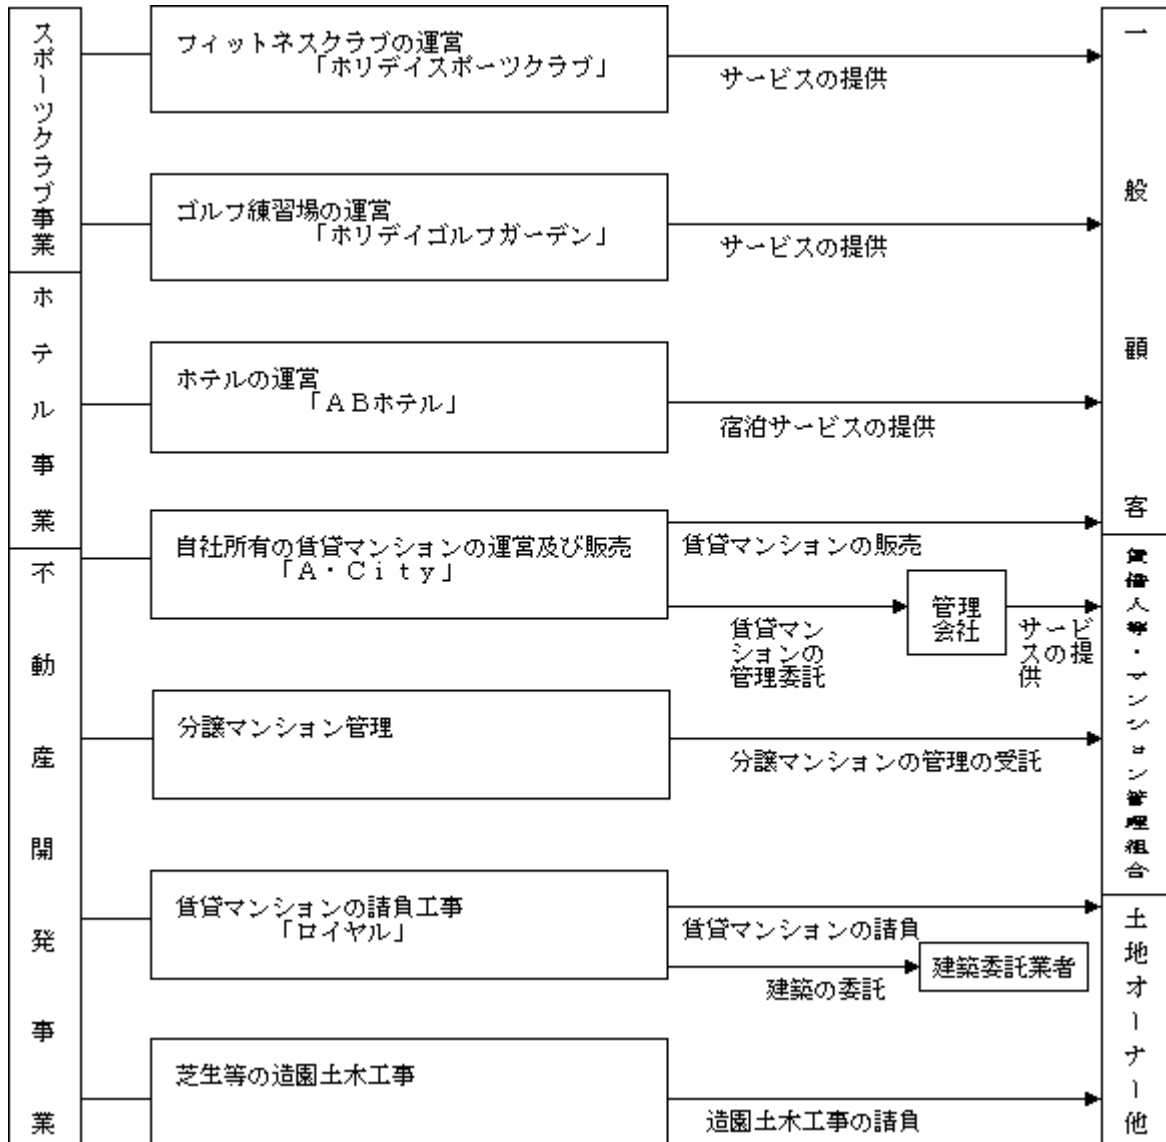 スポーツクラブ事業
フィットネスクラブの運営
「ホリデイスポーツクラブ」
サービスの提供
一般顧客
ゴルフ練習場の運営
「ホリデイゴルフガーデン」
サービスの提供
ホテル事業
ホテルの運営
「ＡＢホテル」
宿泊サービスの提供
不動産開発事業
自社所有の賃貸マンションの運営及び販売
「Ａ・Ｃｉｔｙ」
賃貸マンションの販売
賃貸マン
ションの
管理委託
管理
会社
サービ
スの提
供
賃借人等・マンション管理組合
分譲マンション管理
分譲マンションの管理の受託
賃貸マンションの請負工事
「ロイヤル」
賃貸マンションの請負
建築の委託
建築委託業者
土地オーナー他
芝生等の造園土木工事
造園土木工事の請負